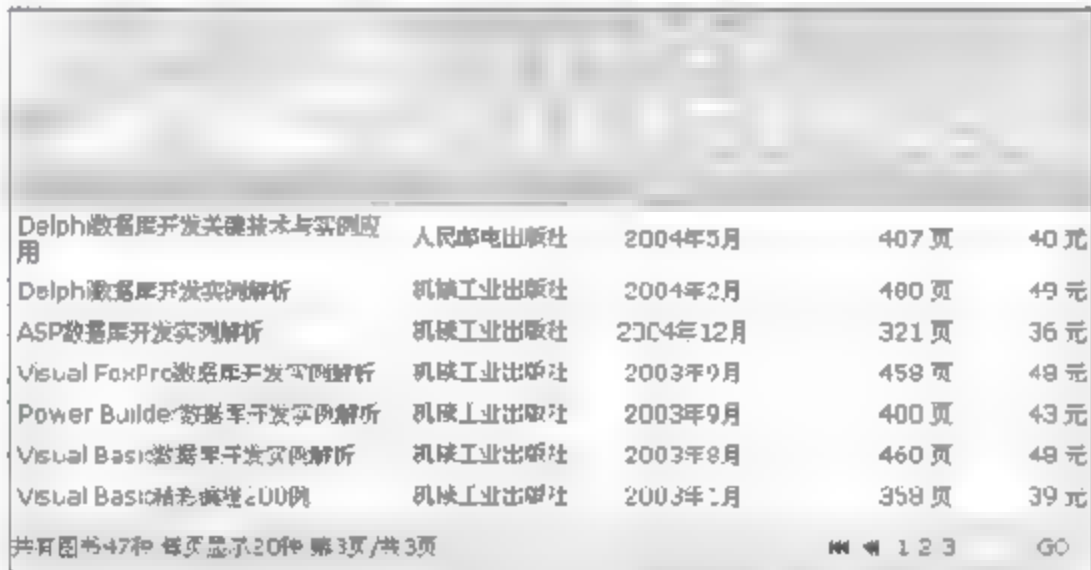 Delphi数据库开发关键技术与实例应
用 人民邮电出版社 2004年5月 407 页 40 元
Delphi数据库开发实例解析 机械工业出版社 2004年2月 480 页 49 元
ASP数据库开发实例解析 机械工业出版社 2004年12月 321 页 36 元
Visual FoxPro数据库开发实例解析 机械工业出版社 2003年9月 458 页 48 元
Power Builder数据库开发实例解析 机械工业出版社 2003年9月 400 页 43 元
Visual Basic数据库开发实例解析 机械工业出版社 2003年8月 460 页 48 元
Visual Basic精彩编程200例 机械工业出版社 2003年1月 358 页 39 元
共有图书47种 每页显示20种 第3页/共3页 1 2 3 GO